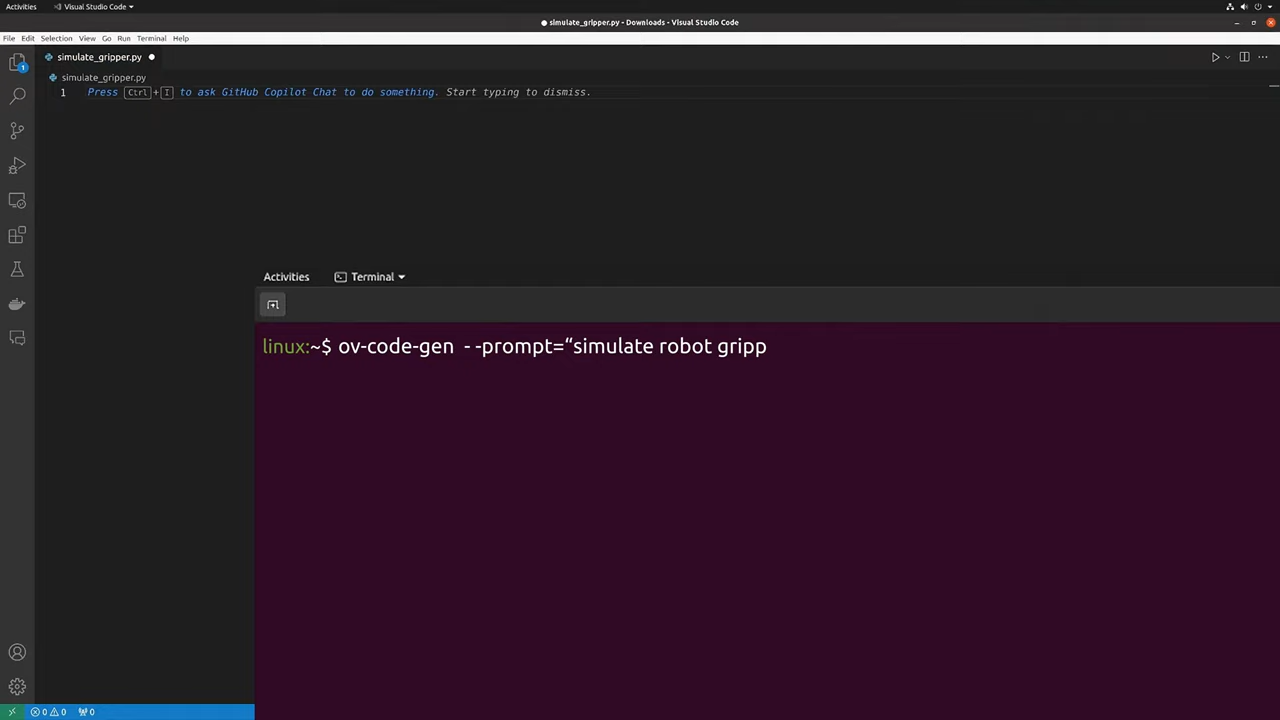 Activities Visual Studio Code
simulate_gripper.py - Downloads - Visual Studio Code
File Edit Selection View Go Run Terminal Help
simulate_gripper.py
1
simulate_gripper.py
1 Press Ctrl+I to ask GitHub Copilot Chat to do something. Start typing to dismiss.
Activities Terminal
linux:~$ ov-code-gen - -prompt=“simulate robot gripp
0 0 0